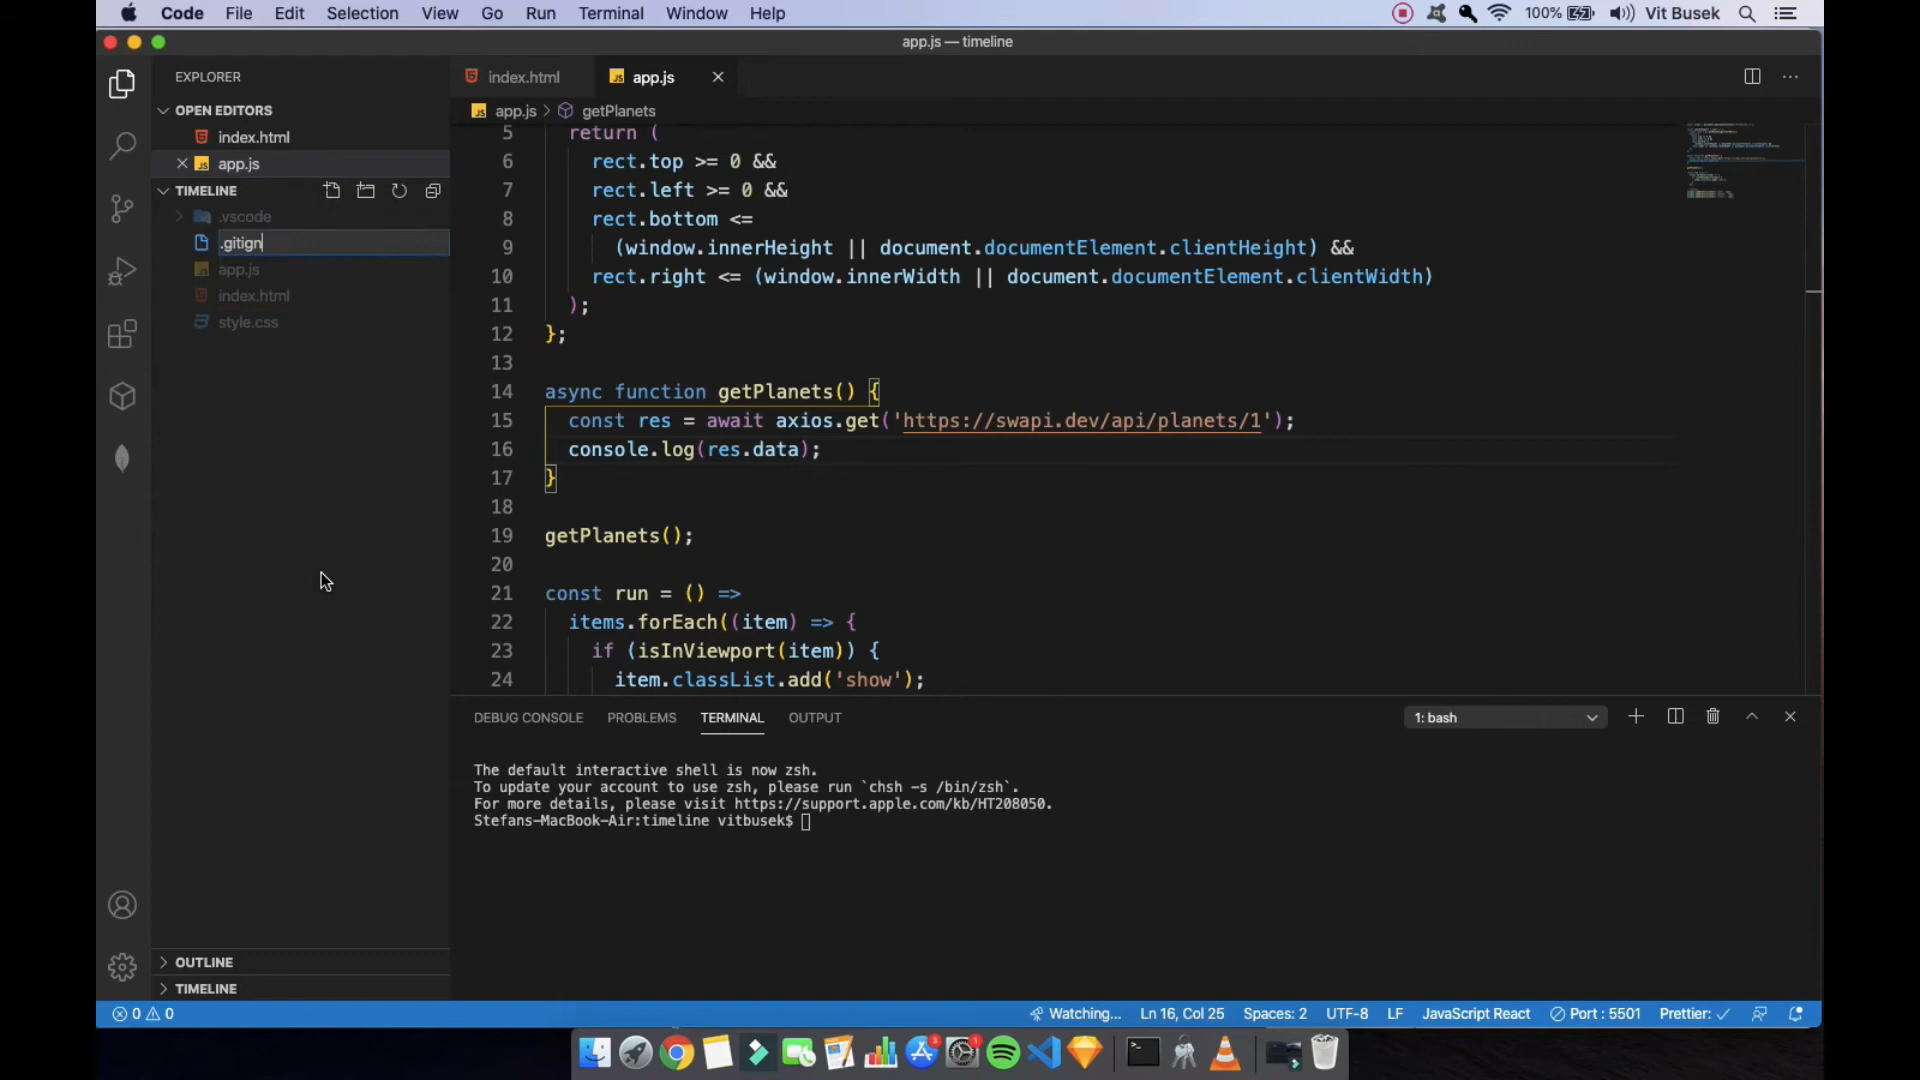 Code File Edit Selection View Go Run Terminal Window Help 100% Vit Busek
app.js — timeline
EXPLORER
OPEN EDITORS
index.html
app.js
TIMELINE
.vscode
.gitign
app.js
index.html
style.css
OUTLINE
TIMELINE
index.html app.js
app.js > getPlanets
5 return (
6 rect.top >= 0 &&
7 rect.left >= 0 &&
8 rect.bottom <=
9 (window.innerHeight || document.documentElement.clientHeight) &&
10 rect.right <= (window.innerWidth || document.documentElement.clientWidth)
11 );
12 };
13
14 async function getPlanets() {
15 const res = await axios.get('https://swapi.dev/api/planets/1');
16 console.log(res.data);
17 }
18
19 getPlanets();
20
21 const run = () =>
22 items.forEach((item) => {
23 if (isInViewport(item)) {
24 item.classList.add('show');
DEBUG CONSOLE PROBLEMS TERMINAL OUTPUT 1: bash
The default interactive shell is now zsh.
To update your account to use zsh, please run `chsh -s /bin/zsh`.
For more details, please visit https://support.apple.com/kb/HT208050.
Stefans-MacBook-Air:timeline vitbusek$
0 0 Watching... Ln 16, Col 25 Spaces: 2 UTF-8 LF JavaScript React Port : 5501 Prettier: ✓